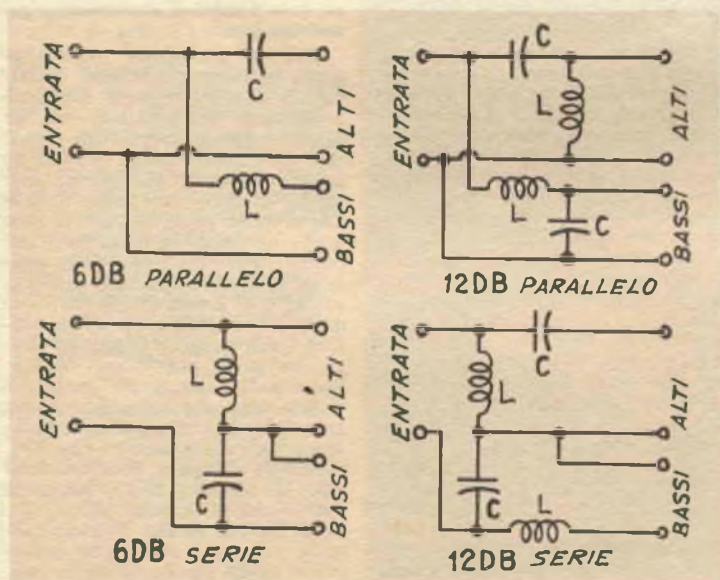 ENTRATA
C
ALTI
L
BASSI
6DB PARALLELO
ENTRATA
C
L
ALTI
L
C
BASSI
12DB PARALLELO
ENTRATA
L
ALTI
C
BASSI
6DB SERIE
ENTRATA
C
L
ALTI
C
L
BASSI
12DB SERIE